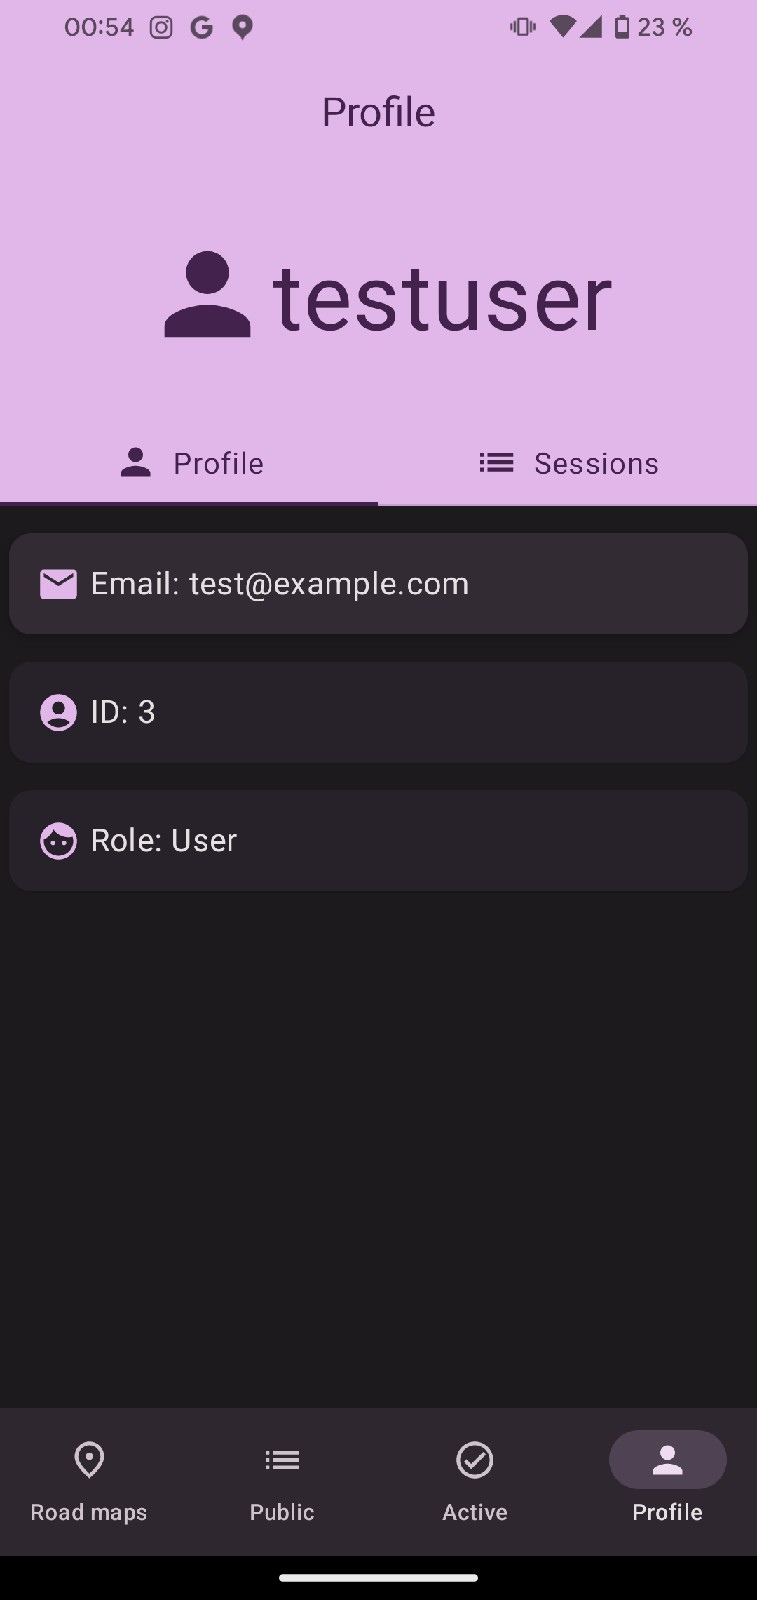 00:54 23 %
Profile
testuser
Profile Sessions
Email: test@example.com
ID: 3
Role: User
Road maps Public Active Profile